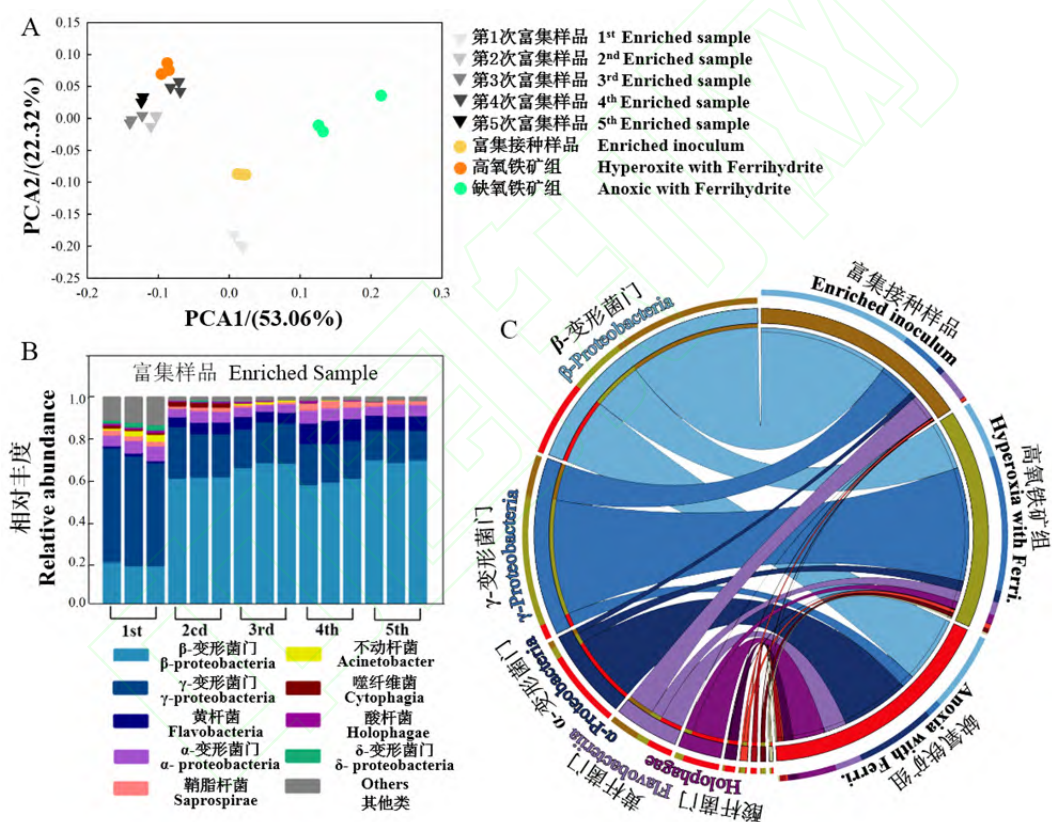 A
0.15
0.10
0.05
0.00
-0.05
-0.10
-0.15
-0.20
-0.25
-0.2
-0.1
0.0
0.1
0.2
0.3
PCA2/(22.32%)
PCA1/(53.06%)
第1次富集样品 1st Enriched sample
第2次富集样品 2nd Enriched sample
第3次富集样品 3rd Enriched sample
第4次富集样品 4th Enriched sample
第5次富集样品 5th Enriched sample
富集接种样品 Enriched inoculum
高氧铁矿组 Hyperoxite with Ferrihydrite
缺氧铁矿组 Anoxic with Ferrihydrite
B
富集样品 Enriched Sample
1.0
0.8
0.6
0.4
0.2
0.0
相对丰度
Relative abundance
1st
2cd
3rd
4th
5th
β-变形菌门
β-proteobacteria
γ-变形菌门
γ-proteobacteria
黄杆菌
Flavobacteria
α-变形菌门
α- proteobacteria
鞘脂杆菌
Saprospirae
不动杆菌
Acinetobacter
噬纤维菌
Cytophagia
酸杆菌
Holophagae
δ-变形菌门
δ- proteobacteria
Others
其他类
C
富集接种样品
Enriched inoculum
高氧铁矿组
Hyperoxia with Ferri.
缺氧铁矿组
Anoxia with Ferri.
β-变形菌门
β-Proteobacteria
γ-变形菌门
γ-Proteobacteria
α-变形菌门
α-Proteobacteria
黄杆菌门
Flavobacteria
酸杆菌门
Holophagae